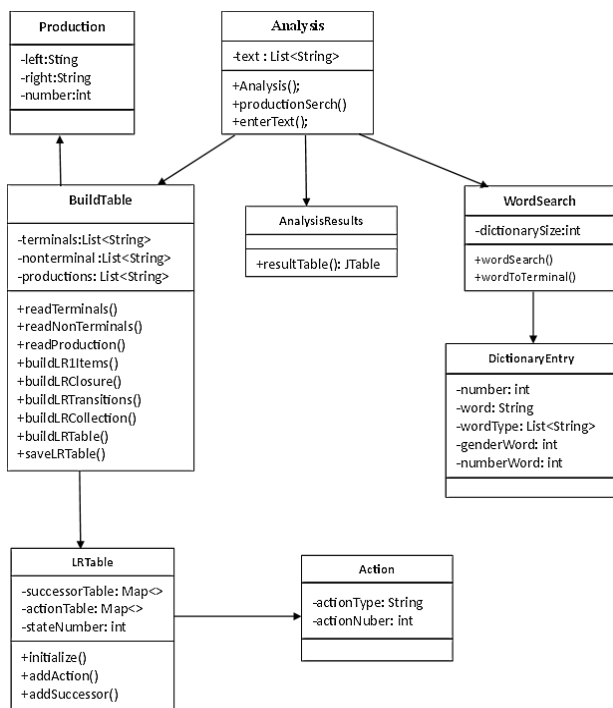 Production
-left:Sting
-right:String
-number:int
Analysis
-text : List<String>
+Analysis();
+productionSerch()
+enterText();
BuildTable
-terminals:List<String>
-nonterminal :List<String>
-productions: List<String>
+readTerminals()
+readNonTerminals()
+readProduction()
+buildLR1Items()
+buildLRClosure()
+buildLRTransitions()
+buildLRCollection()
+buildLRTable()
+saveLRTable()
AnalysisResults
+resultTable(): JTable
WordSearch
-dictionarySize:int
+wordSearch()
+wordToTerminal()
DictionaryEntry
-number: int
-word: String
-wordType: List<String>
-genderWord: int
-numberWord: int
LRTable
-successorTable: Map<>
-actionTable: Map<>
-stateNumber: int
+initialize()
+addAction()
+addSuccessor()
Action
-actionType: String
-actionNuber: int